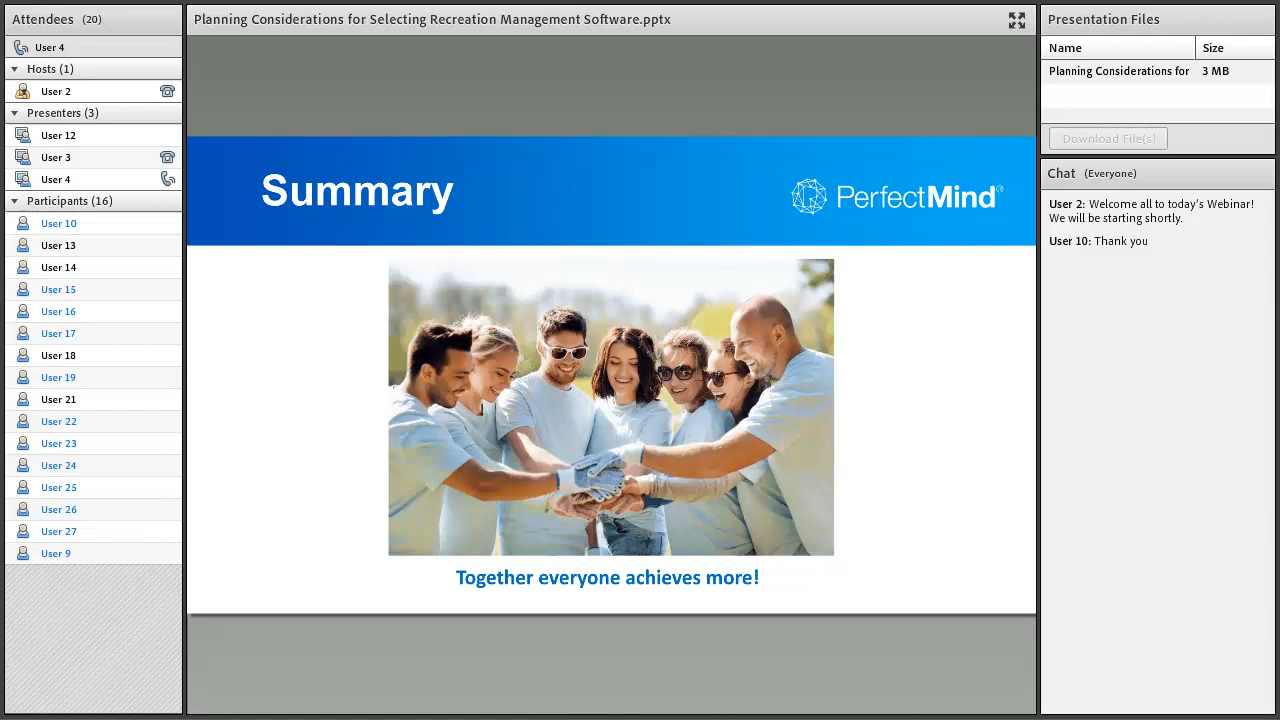 Attendees (20)
User 4
Hosts (1)
User 2
Presenters (3)
User 12
User 3
User 4
Participants (16)
User 10
User 13
User 14
User 15
User 16
User 17
User 18
User 19
User 21
User 22
User 23
User 24
User 25
User 26
User 27
User 9
Planning Considerations for Selecting Recreation Management Software.pptx
Summary
PerfectMind®
Together everyone achieves more!
Presentation Files
Name Size
Planning Considerations for 3 MB
Download File(s)
Chat (Everyone)
User 2: Welcome all to today's Webinar!
We will be starting shortly.
User 10: Thank you